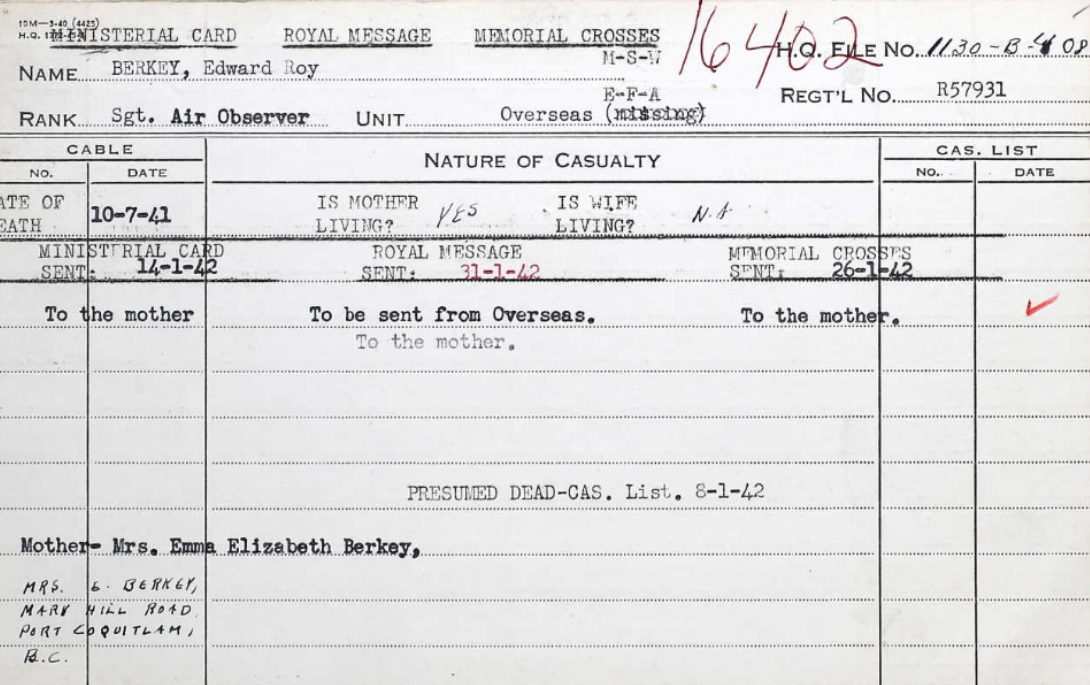 10M—3-40 (4425)
H.Q.
MINISTERIAL CARD ROYAL MESSAGE MEMORIAL CROSSES
M-S-W
16402
H.Q. FILE NO. 1130-B-
NAME BERKEY, Edward Roy
E-F-A
REGT'L NO. R57931
RANK Sgt. Air Observer UNIT Overseas (missing)
CABLE NATURE OF CASUALTY CAS. LIST
NO. DATE NO. DATE
ATE OF EATH 10-7-41 IS MOTHER LIVING? YES IS WIFE LIVING? N.A
MINISTERIAL CARD ROYAL MESSAGE MEMORIAL CROSSES
SENT: 14-1-42 SENT: 31-1-42 SENT: 26-1-42
To the mother To be sent from Overseas. To the mother.
To the mother.
PRESUMED DEAD-CAS. List. 8-1-42
Mother- Mrs. Emma Elizabeth Berkey,
MRS. E. BERKEY,
MARY HILL ROAD,
PORT COQUITLAM,
B.C.